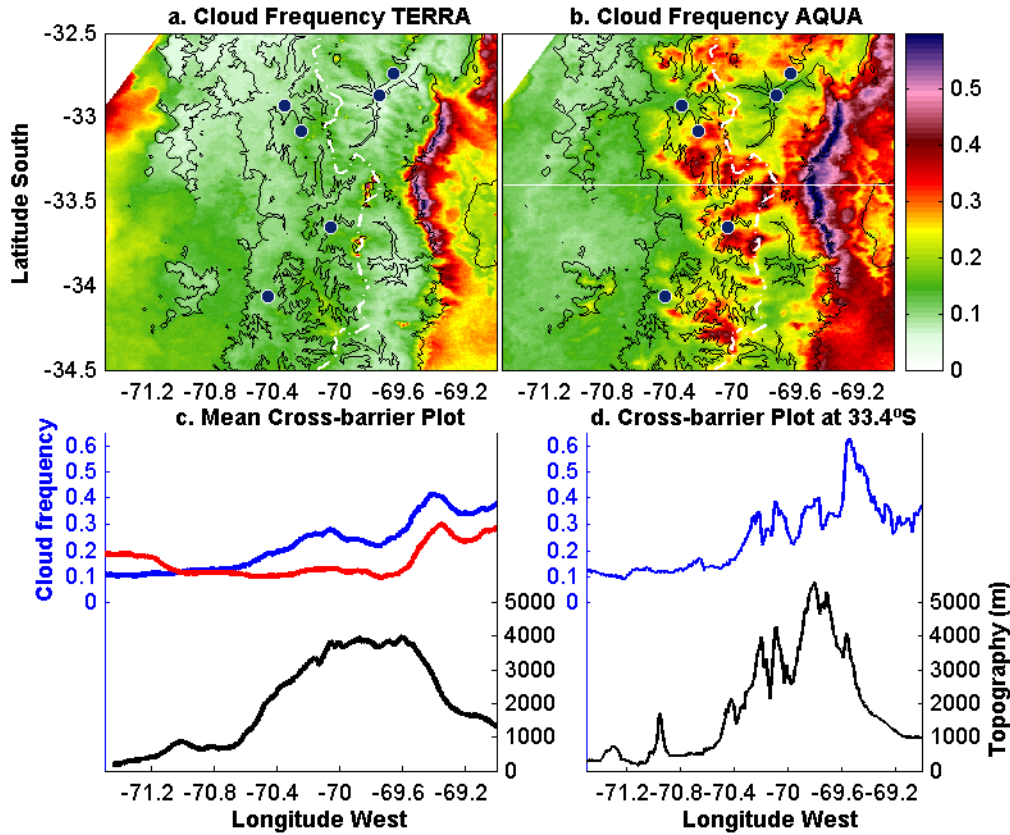 a. Cloud Frequency TERRA
b. Cloud Frequency AQUA
Latitude South
-32.5
-33
-33.5
-34
-34.5
0.5
0.4
0.3
0.2
0.1
0
-71.2 -70.8 -70.4 -70 -69.6 -69.2
-71.2 -70.8 -70.4 -70 -69.6 -69.2
c. Mean Cross-barrier Plot
d. Cross-barrier Plot at 33.4ºS
Cloud frequency
0.6
0.5
0.4
0.3
0.2
0.1
0
5000
4000
3000
2000
1000
0
0.6
0.5
0.4
0.3
0.2
0.1
0
5000
4000
3000
2000
1000
0
Topography (m)
-71.2 -70.8 -70.4 -70 -69.6 -69.2
-71.2 -70.8 -70.4 -70 -69.6 -69.2
Longitude West
Longitude West